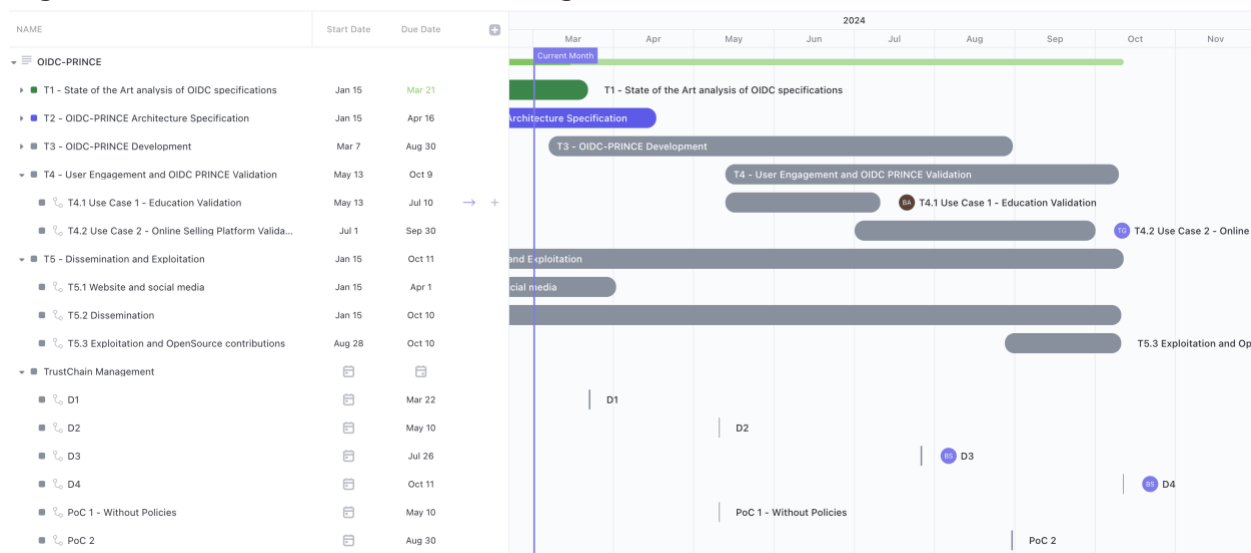 2024
NAME Start Date Due Date Mar Apr May Jun Jul Aug Sep Oct Nov
Current Month
OIDC-PRINCE
T1 - State of the Art analysis of OIDC specifications Jan 15 Mar 21 T1 - State of the Art analysis of OIDC specifications
T2 - OIDC-PRINCE Architecture Specification Jan 15 Apr 16 Architecture Specification
T3 - OIDC-PRINCE Development Mar 7 Aug 30 T3 - OIDC-PRINCE Development
T4 - User Engagement and OIDC PRINCE Validation May 13 Oct 9 T4 - User Engagement and OIDC PRINCE Validation
T4.1 Use Case 1 - Education Validation May 13 Jul 10 BA T4.1 Use Case 1 - Education Validation
T4.2 Use Case 2 - Online Selling Platform Valida... Jul 1 Sep 30 TG T4.2 Use Case 2 - Online
T5 - Dissemination and Exploitation Jan 15 Oct 11 and Exploitation
T5.1 Website and social media Jan 15 Apr 1 cial media
T5.2 Dissemination Jan 15 Oct 10
T5.3 Exploitation and OpenSource contributions Aug 28 Oct 10 T5.3 Exploitation and Op
TrustChain Management
D1 Mar 22 D1
D2 May 10 D2
D3 Jul 26 BS D3
D4 Oct 11 BS D4
PoC 1 - Without Policies May 10 PoC 1 - Without Policies
PoC 2 Aug 30 PoC 2